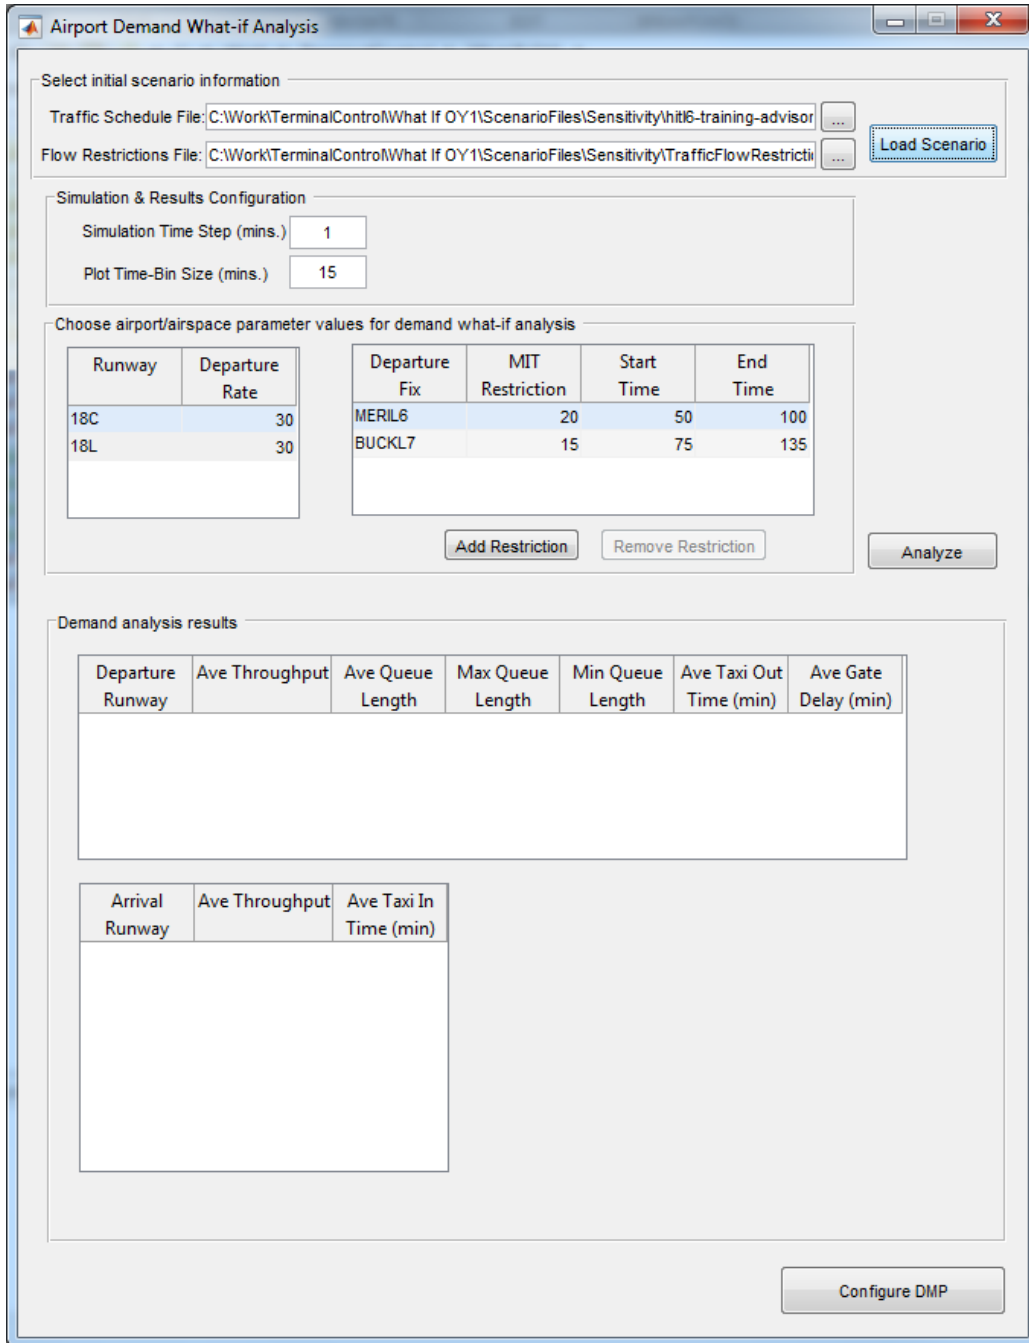 Airport Demand What-if Analysis
Select initial scenario information
Traffic Schedule File: C:\Work\TerminalControl\What If OY1\ScenarioFiles\Sensitivity\hitl6-training-advisor ...
Flow Restrictions File: C:\Work\TerminalControl\What If OY1\ScenarioFiles\Sensitivity\TrafficFlowRestricti ...
Load Scenario
Simulation & Results Configuration
Simulation Time Step (mins.) 1
Plot Time-Bin Size (mins.) 15
Choose airport/airspace parameter values for demand what-if analysis
Runway Departure Rate
18C 30
18L 30
Departure Fix MIT Restriction Start Time End Time
MERIL6 20 50 100
BUCKL7 15 75 135
Add Restriction Remove Restriction
Analyze
Demand analysis results
Departure Runway Ave Throughput Ave Queue Length Max Queue Length Min Queue Length Ave Taxi Out Time (min) Ave Gate Delay (min)
Arrival Runway Ave Throughput Ave Taxi In Time (min)
Configure DMP